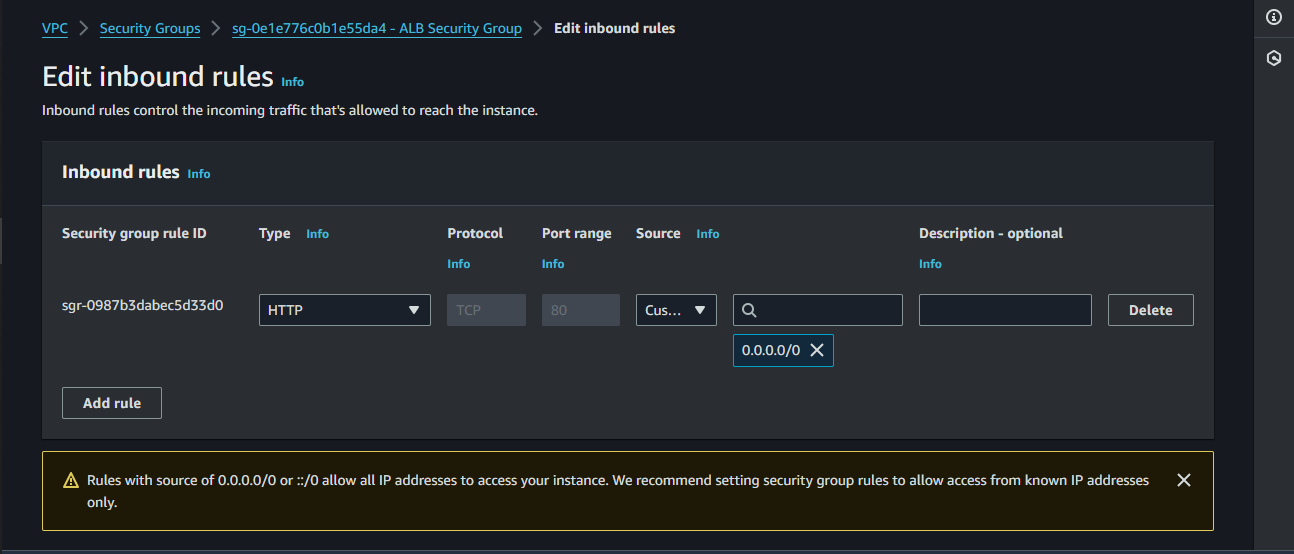 VPC > Security Groups > sg-0e1e776c0b1e55da4 - ALB Security Group > Edit inbound rules
Edit inbound rules Info
Inbound rules control the incoming traffic that's allowed to reach the instance.
Inbound rules Info
Security group rule ID Type Info Protocol Port range Source Info Description - optional
Info Info Info
sgr-0987b3dabec5d33d0 HTTP TCP 80 Cus... Delete
0.0.0.0/0
Add rule
Rules with source of 0.0.0.0/0 or ::/0 allow all IP addresses to access your instance. We recommend setting security group rules to allow access from known IP addresses
only.